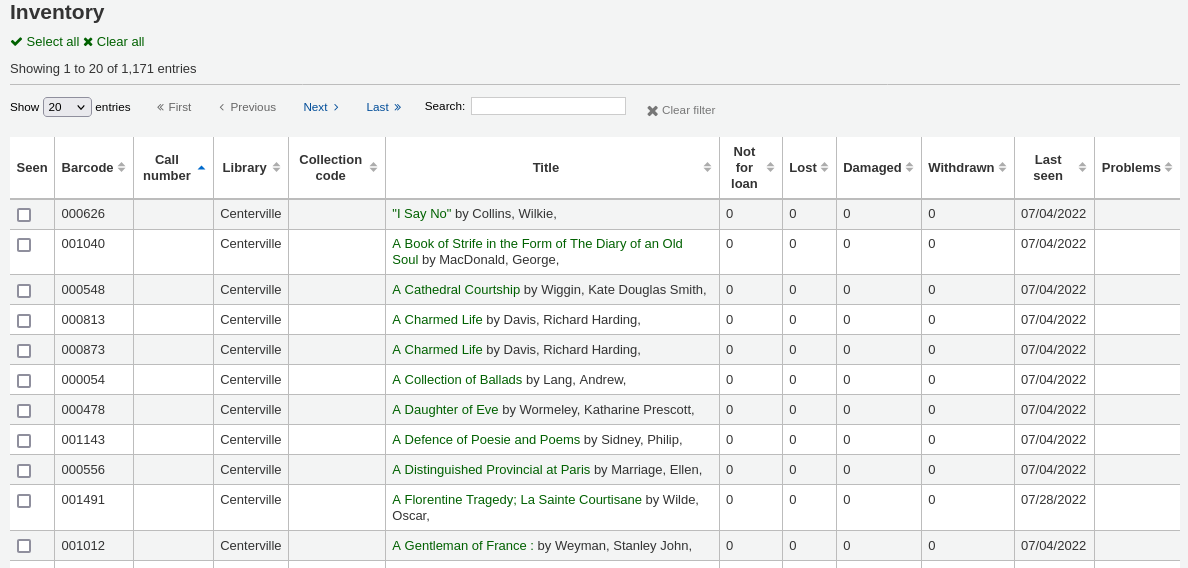 Inventory
Select all Clear all
Showing 1 to 20 of 1,171 entries
Show 20 entries First Previous Next Last Search: Clear filter
Seen Barcode Call number Library Collection code Title Not for loan Lost Damaged Withdrawn Last seen Problems
000626 Centerville "I Say No" by Collins, Wilkie, 0 0 0 0 07/04/2022
001040 Centerville A Book of Strife in the Form of The Diary of an Old 0 0 0 0 07/04/2022
Soul by MacDonald, George,
000548 Centerville A Cathedral Courtship by Wiggin, Kate Douglas Smith, 0 0 0 0 07/04/2022
000813 Centerville A Charmed Life by Davis, Richard Harding, 0 0 0 0 07/04/2022
000873 Centerville A Charmed Life by Davis, Richard Harding, 0 0 0 0 07/04/2022
000054 Centerville A Collection of Ballads by Lang, Andrew, 0 0 0 0 07/04/2022
000478 Centerville A Daughter of Eve by Wormeley, Katharine Prescott, 0 0 0 0 07/04/2022
001143 Centerville A Defence of Poesie and Poems by Sidney, Philip, 0 0 0 0 07/04/2022
000556 Centerville A Distinguished Provincial at Paris by Marriage, Ellen, 0 0 0 0 07/04/2022
001491 Centerville A Florentine Tragedy; La Sainte Courtisane by Wilde, 0 0 0 0 07/28/2022
Oscar,
001012 Centerville A Gentleman of France : by Weyman, Stanley John, 0 0 0 0 07/04/2022